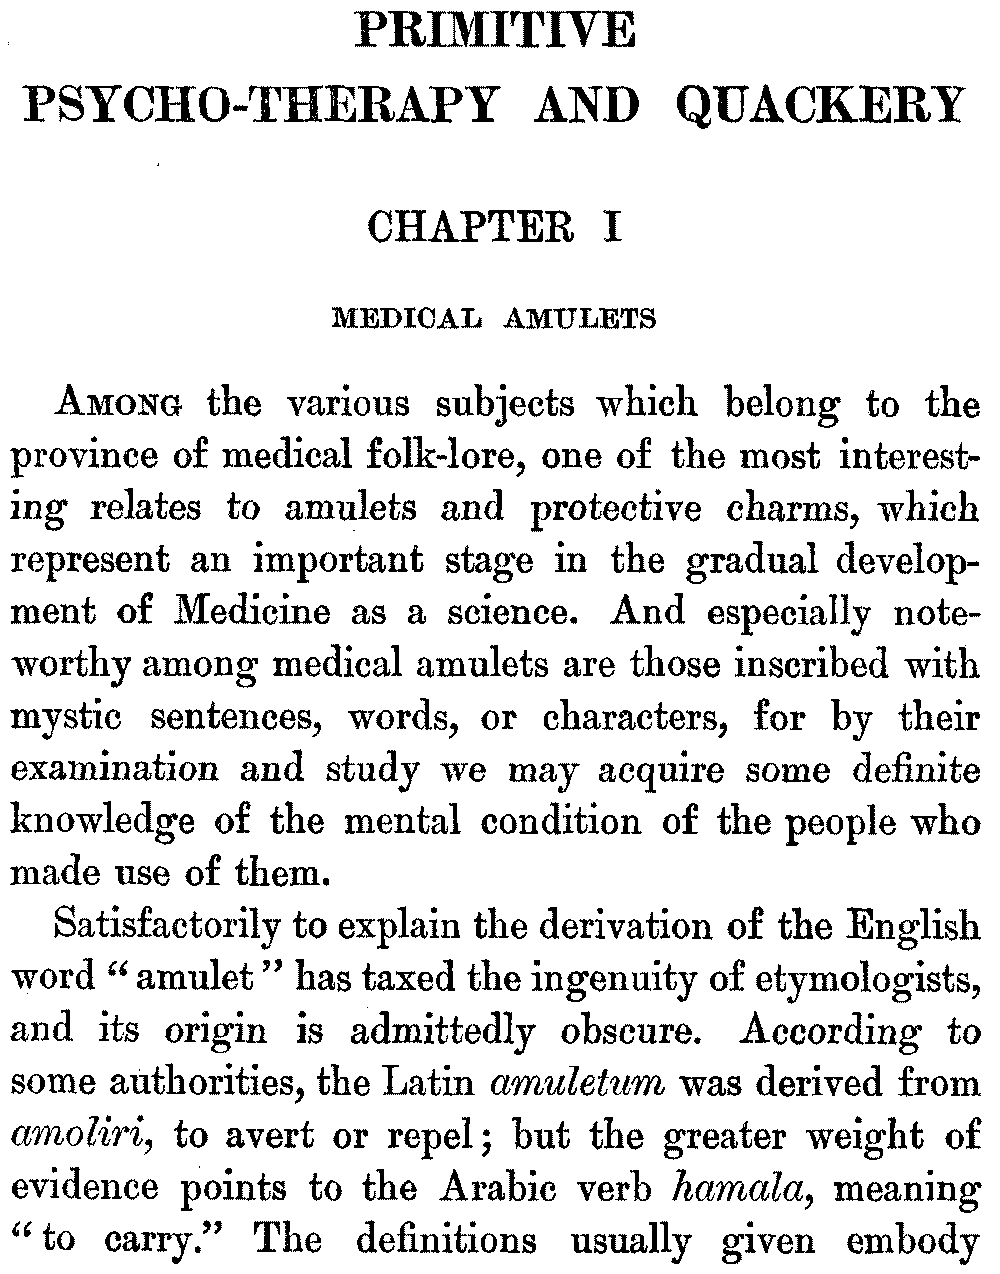 PRIMITIVE
PSYCHO-THERAPY AND QUACKERY
CHAPTER I
MEDICAL AMULETS
AMONG the various subjects which belong to the
province of medical folk-lore, one of the most interest-
ing relates to amulets and protective charms, which
represent an important stage in the gradual develop-
ment of Medicine as a science. And especially note-
worthy among medical amulets are those inscribed with
mystic sentences, words, or characters, for by their
examination and study we may acquire some definite
knowledge of the mental condition of the people who
made use of them.
Satisfactorily to explain the derivation of the English
word “amulet” has taxed the ingenuity of etymologists,
and its origin is admittedly obscure. According to
some authorities, the Latin amuletum was derived from
amoliri, to avert or repel; but the greater weight of
evidence points to the Arabic verb hamala, meaning
“to carry.” The definitions usually given embody